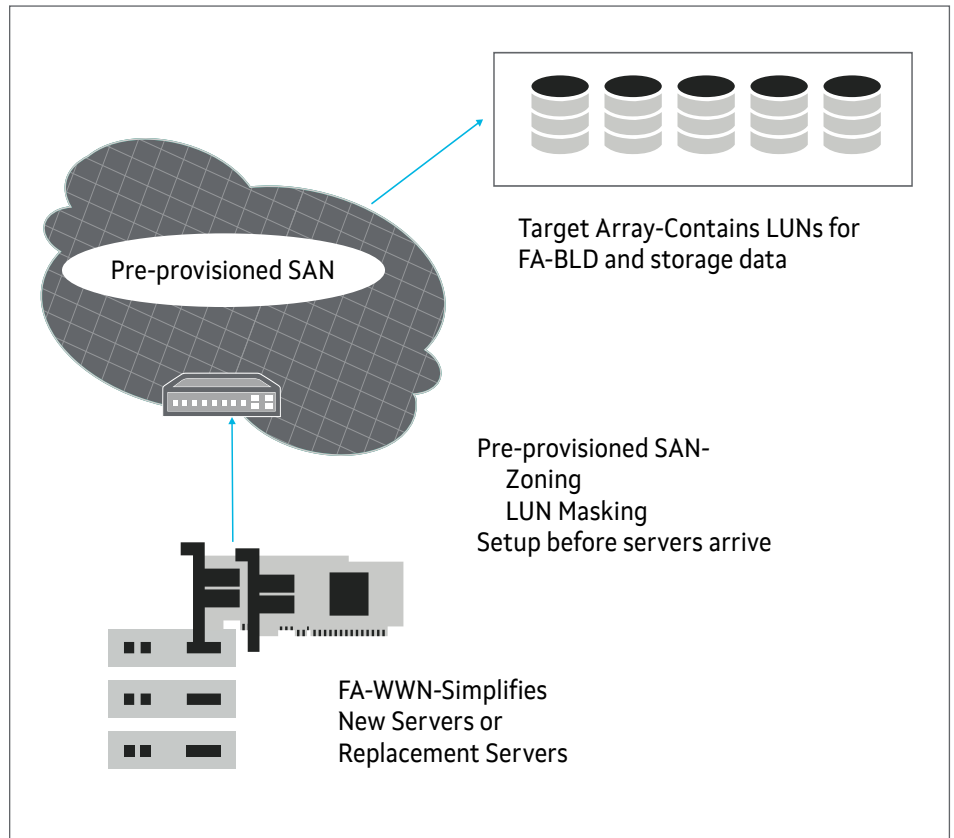 Target Array-Contains LUNs for
FA-BLD and storage data
Pre-provisioned SAN
Pre-provisioned SAN-
Zoning
LUN Masking
Setup before servers arrive
FA-WWN-Simplifies
New Servers or
Replacement Servers